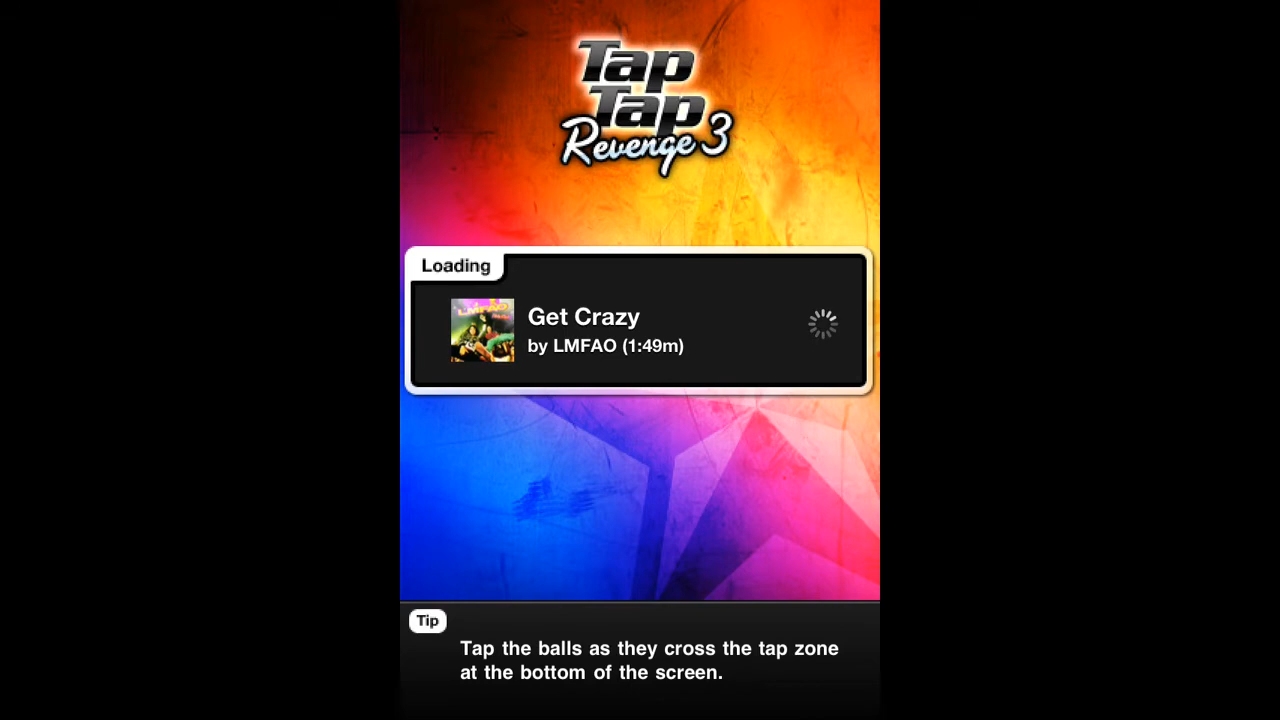 Tap
Tap
Revenge 3
Loading
LMFAO
Get Crazy
by LMFAO (1:49m)
Tip
Tap the balls as they cross the tap zone
at the bottom of the screen.